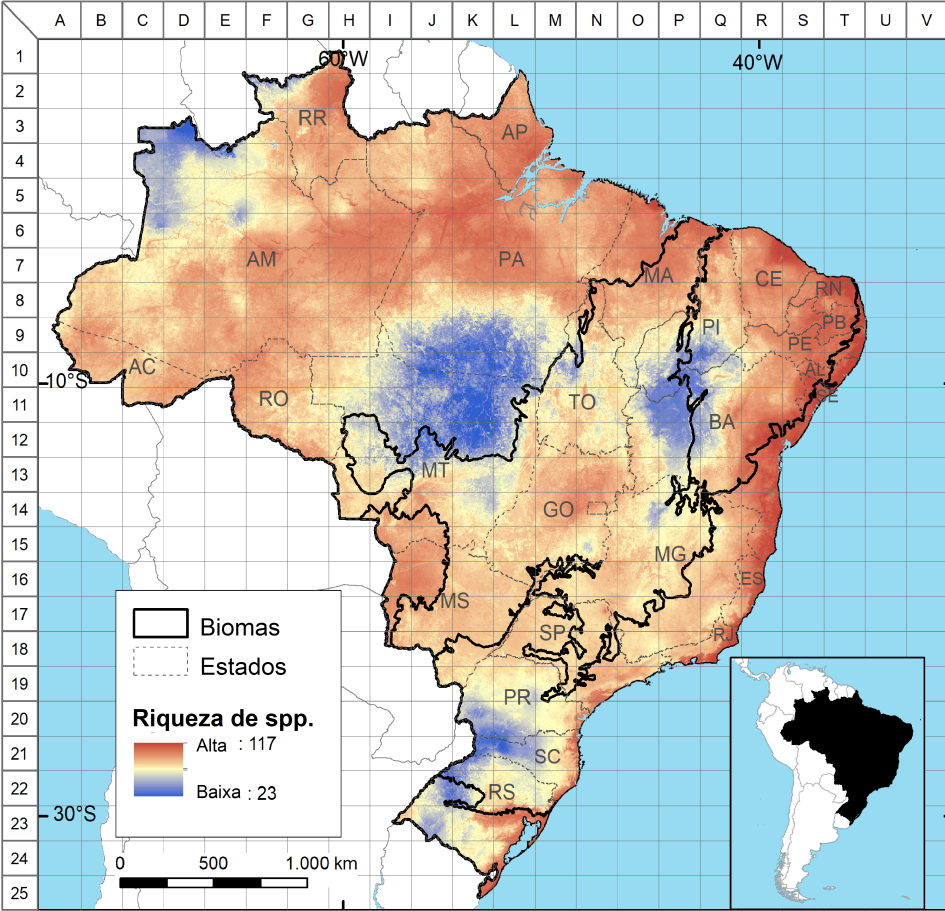 A B C D E F G H I J K L M N O P Q R S T U V
1
60°W 40°W
2
RR
3
AP
4
5
6
AM PA MA
7
CE
8
RN
PI PB
9
PE
AC AL
10
10°S
RO TO SE
11
BA
12
MT
13
14
GO
15
MG
16
ES
MS
17
SP RJ
18
19
PR
20
21
SC
22
RS
23
30°S
24
25
Biomas
Estados
Riqueza de spp.
Alta : 117
Baixa : 23
0 500 1.000 km